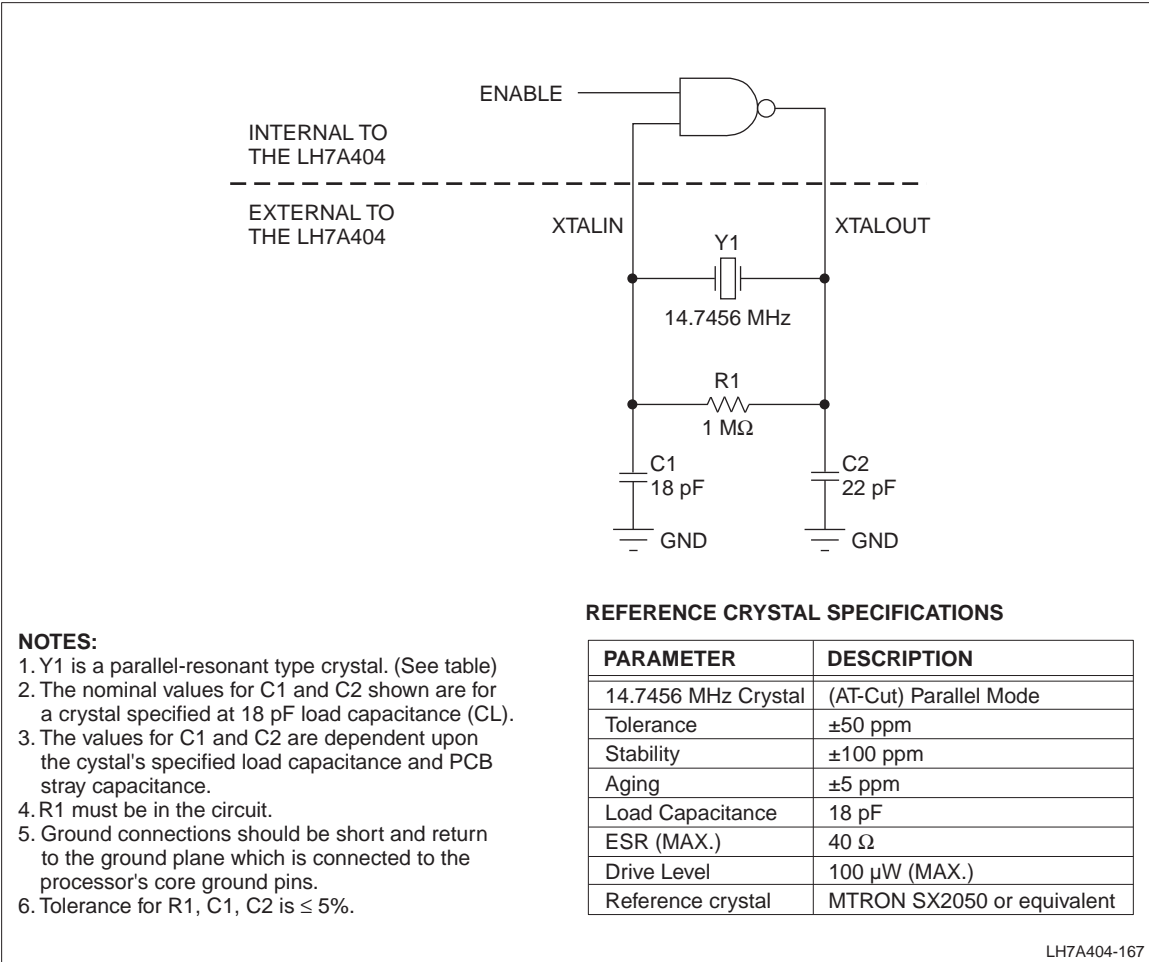 ENABLE
INTERNAL TO
THE LH7A404
EXTERNAL TO
THE LH7A404
XTALIN
XTALOUT
Y1
14.7456 MHz
R1
1 MΩ
C1
18 pF
C2
22 pF
GND
GND
NOTES:
1. Y1 is a parallel-resonant type crystal. (See table)
2. The nominal values for C1 and C2 shown are for
a crystal specified at 18 pF load capacitance (CL).
3. The values for C1 and C2 are dependent upon
the cystal's specified load capacitance and PCB
stray capacitance.
4. R1 must be in the circuit.
5. Ground connections should be short and return
to the ground plane which is connected to the
processor's core ground pins.
6. Tolerance for R1, C1, C2 is ≤ 5%.
REFERENCE CRYSTAL SPECIFICATIONS
PARAMETER DESCRIPTION
14.7456 MHz Crystal (AT-Cut) Parallel Mode
Tolerance ±50 ppm
Stability ±100 ppm
Aging ±5 ppm
Load Capacitance 18 pF
ESR (MAX.) 40 Ω
Drive Level 100 µW (MAX.)
Reference crystal MTRON SX2050 or equivalent
LH7A404-167